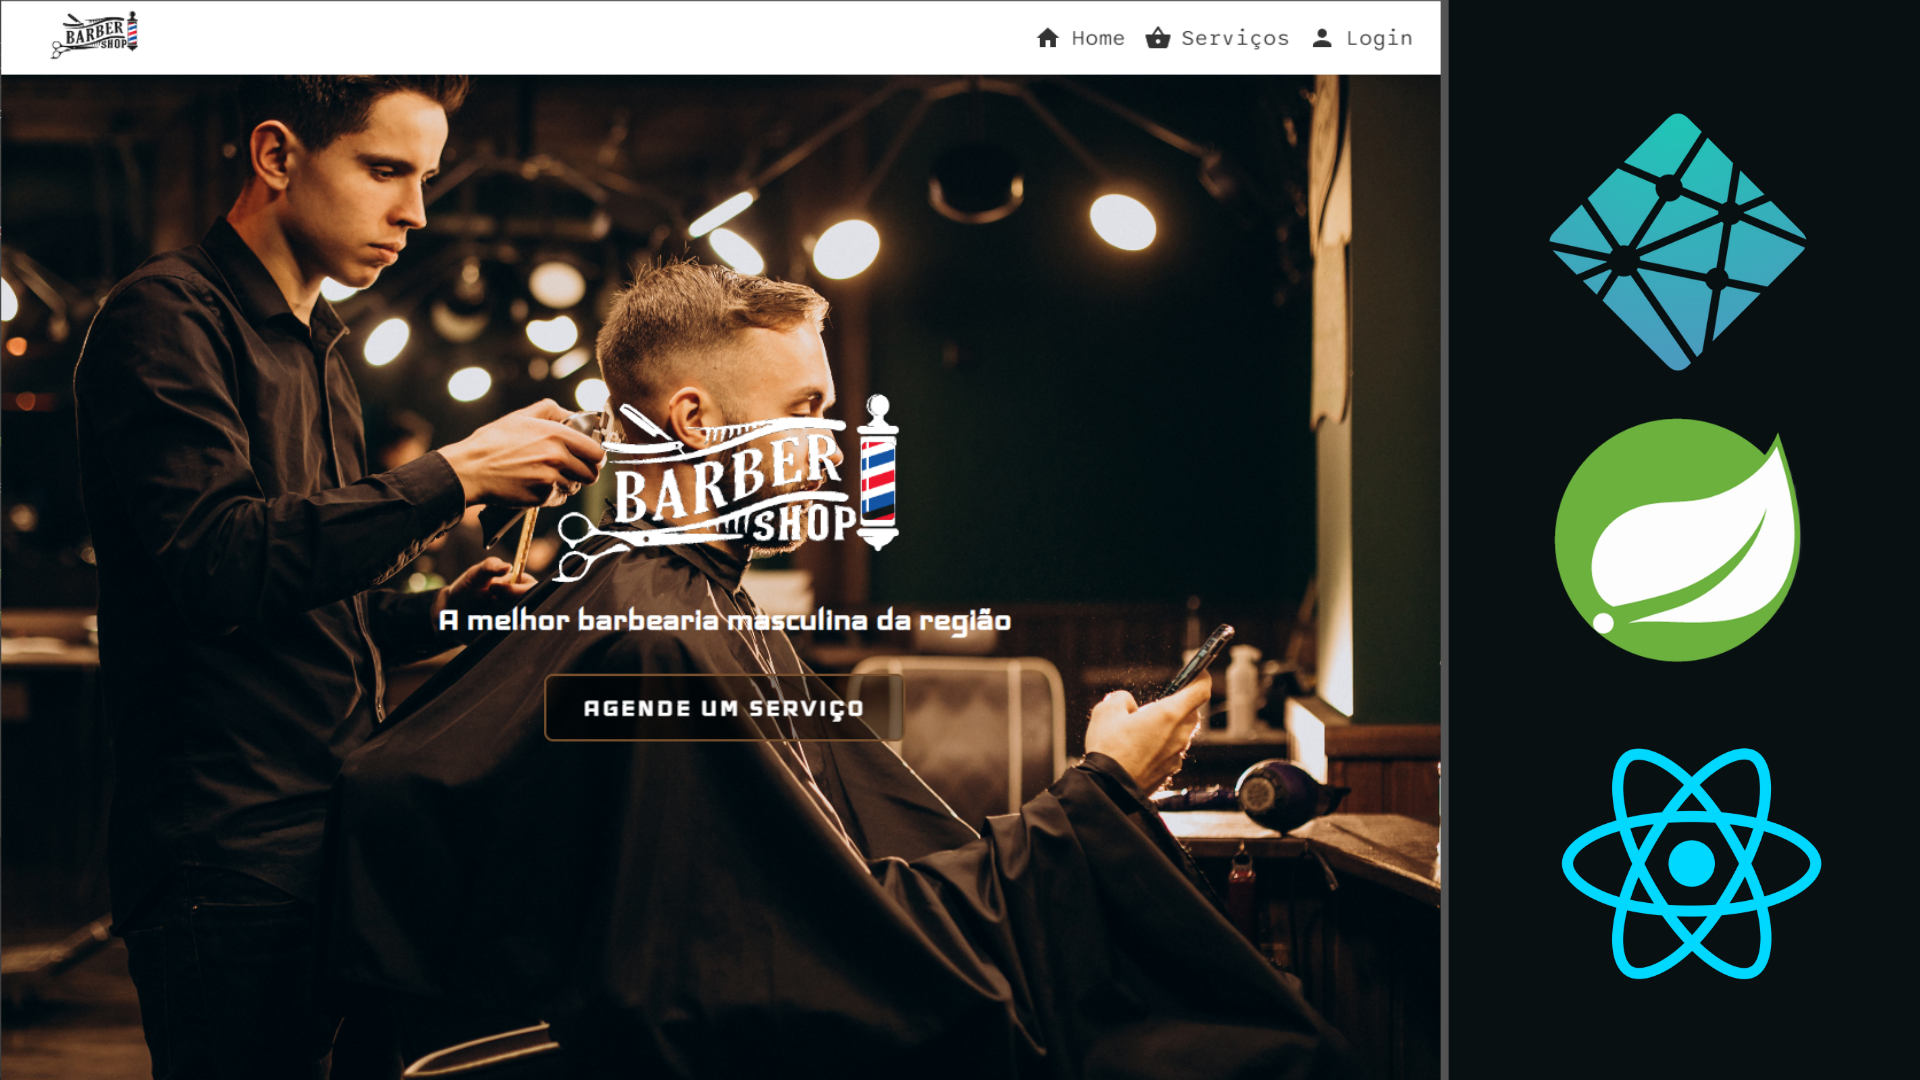 BARBER
SHOP
Home
Serviços
Login
BARBER
SHOP
A melhor barbearia masculina da região
AGENDE UM SERVIÇO